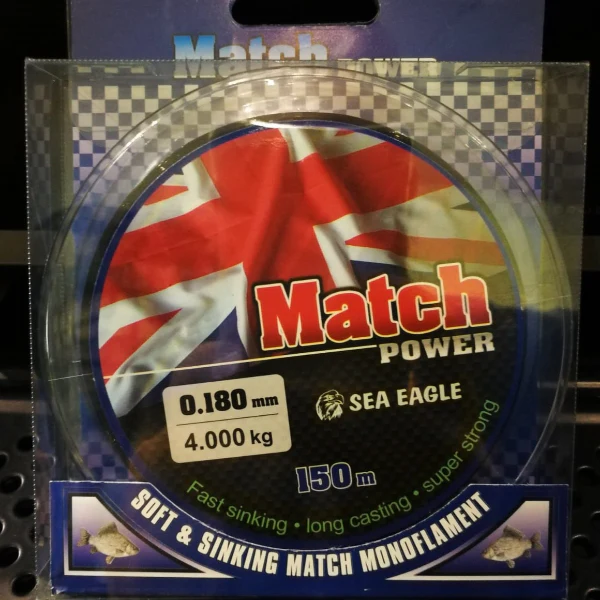 Match POWER
Match
POWER
0.180 mm
4.000 kg
SEA EAGLE
150 m
Fast sinking • long casting • super strong
SOFT & SINKING MATCH MONOFLAMENT